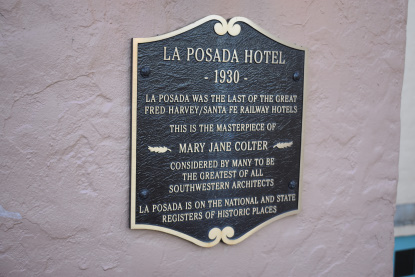 LA POSADA HOTEL
- 1930 -
LA POSADA WAS THE LAST OF THE GREAT
FRED HARVEY/SANTA FE RAILWAY HOTELS
THIS IS THE MASTERPIECE OF
MARY JANE COLTER
CONSIDERED BY MANY TO BE
THE GREATEST OF ALL
SOUTHWESTERN ARCHITECTS
LA POSADA IS ON THE NATIONAL AND STATE
REGISTERS OF HISTORIC PLACES